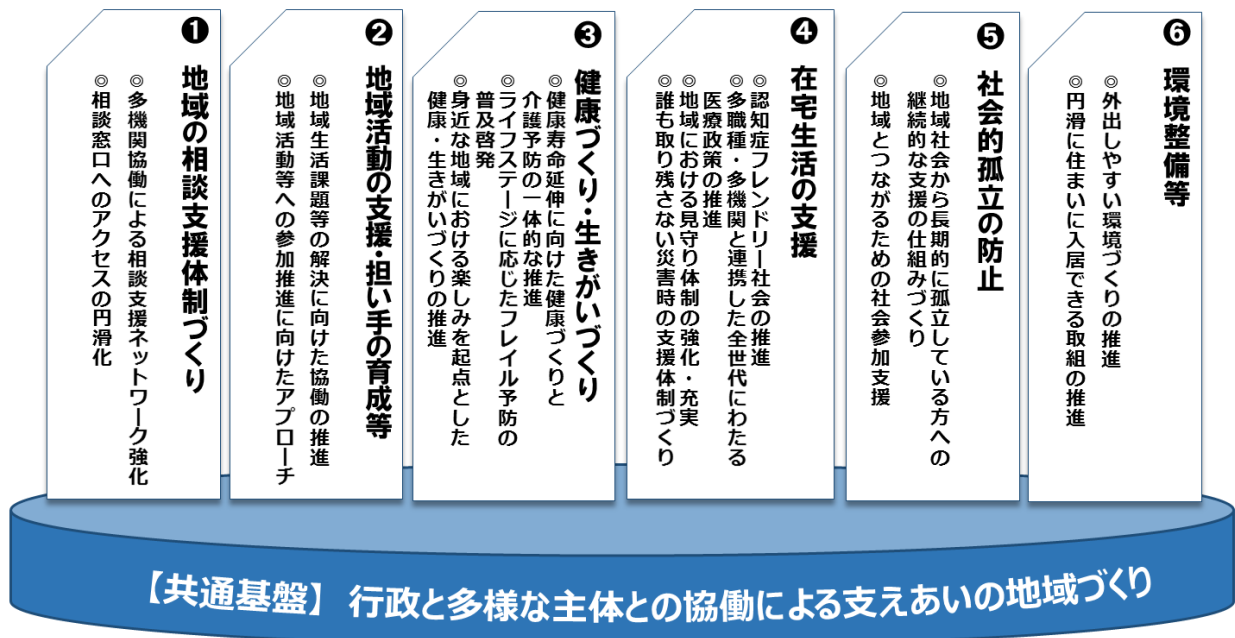 ❶ 地域の相談支援体制づくり
◎多機関協働による相談支援ネットワーク強化
◎相談窓口へのアクセスの円滑化
❷ 地域活動の支援・担い手の育成等
◎地域生活課題等の解決に向けた協働の推進
◎地域活動等への参加推進に向けたアプローチ
❸ 健康づくり・生きがいづくり
◎健康寿命延伸に向けた健康づくりと
介護予防の一体的な推進
◎ライフステージに応じたフレイル予防の
普及啓発
◎身近な地域における楽しみを起点とした
健康・生きがいづくりの推進
❹ 在宅生活の支援
◎認知症フレンドリー社会の推進
◎多職種・多機関と連携した全世代にわたる
医療政策の推進
◎地域における見守り体制の強化・充実
◎誰も取り残さない災害時の支援体制づくり
❺ 社会的孤立の防止
◎地域社会から長期的に孤立している方への
継続的な支援の仕組みづくり
◎地域とつながるための社会参加支援
❻ 環境整備等
◎外出しやすい環境づくりの推進
◎円滑に住まいに入居できる取組の推進
【共通基盤】 行政と多様な主体との協働による支えあいの地域づくり